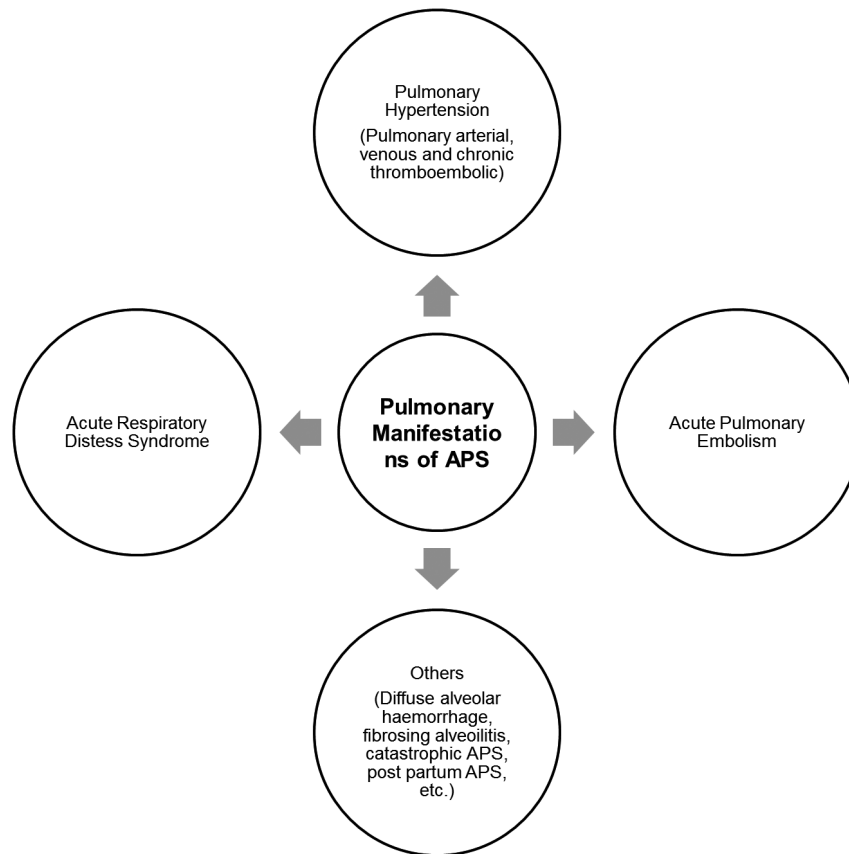 Pulmonary
Hypertension
(Pulmonary arterial,
venous and chronic
thromboembolic)
Acute Respiratory
Distess Syndrome
Pulmonary
Manifestatio
ns of APS
Acute Pulmonary
Embolism
Others
(Diffuse alveolar
haemorrhage,
fibrosing alveoilitis,
catastrophic APS,
post partum APS,
etc.)